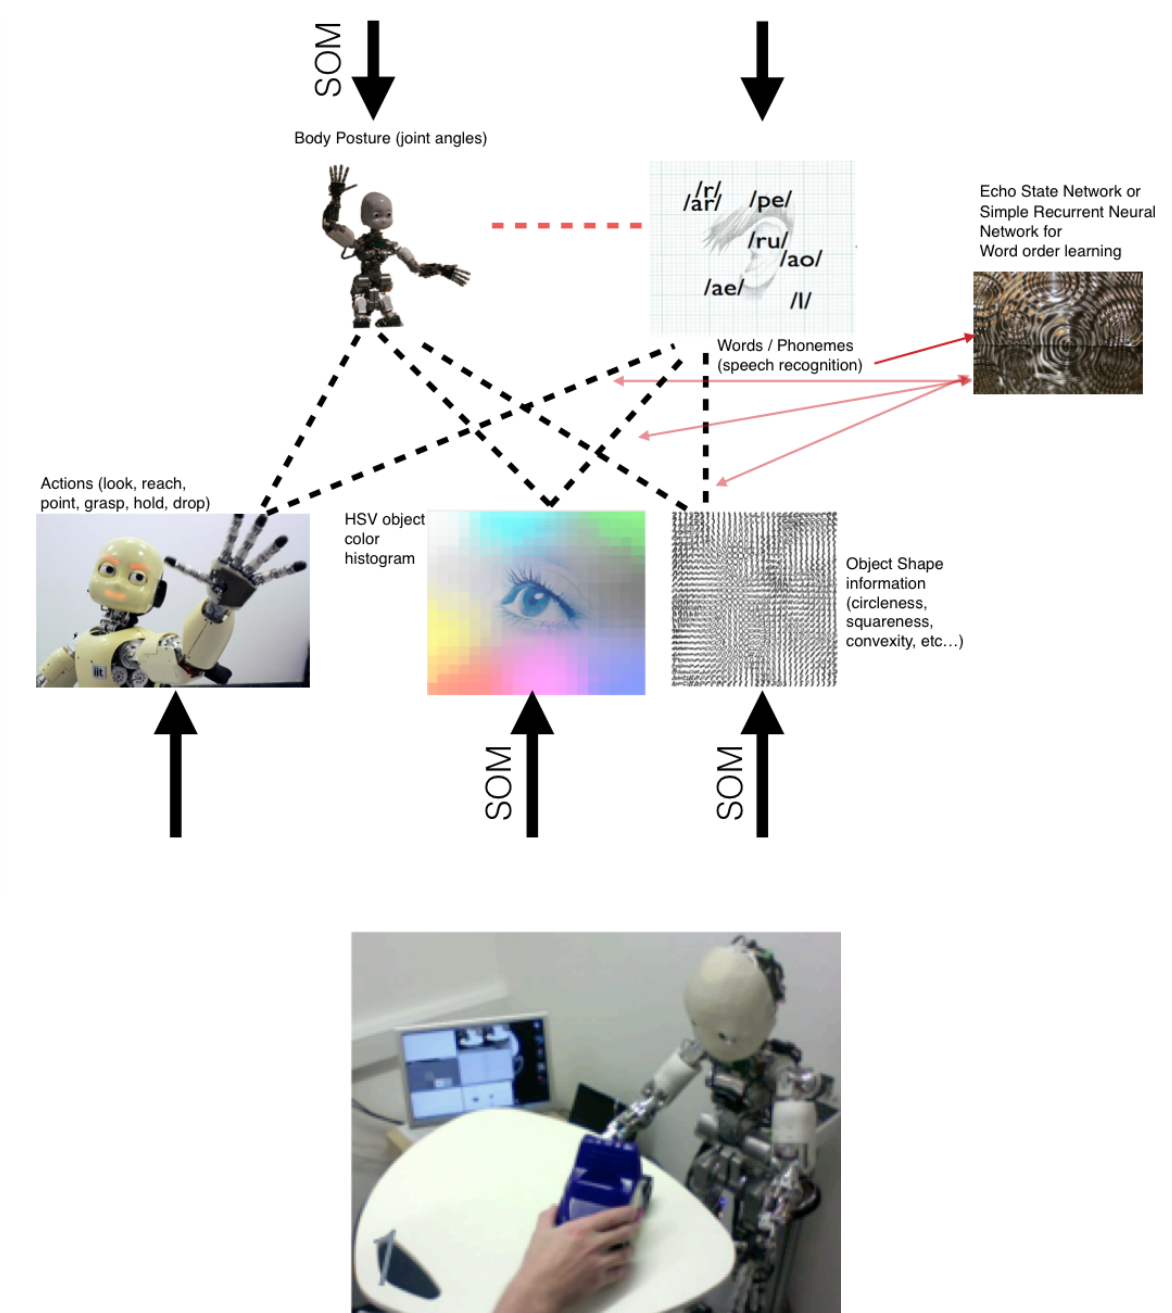 SOM
Body Posture (joint angles)
/r/
/ar/
/pe/
/ru/
/ao/
/ae/
/l/
Words / Phonemes
(speech recognition)
Echo State Network or
Simple Recurrent Neural
Network for
Word order learning
Actions (look, reach,
point, grasp, hold, drop)
HSV object
color
histogram
Object Shape
information
(circleness,
squareness,
convexity, etc…)
iit
SOM
SOM